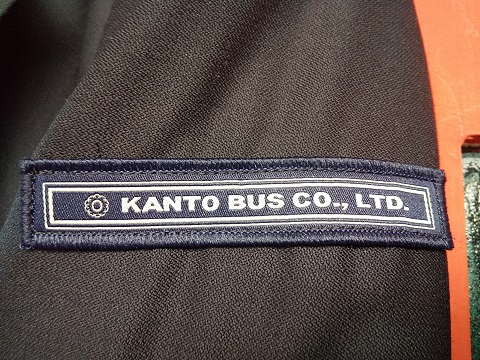 KANTO BUS CO., LTD.